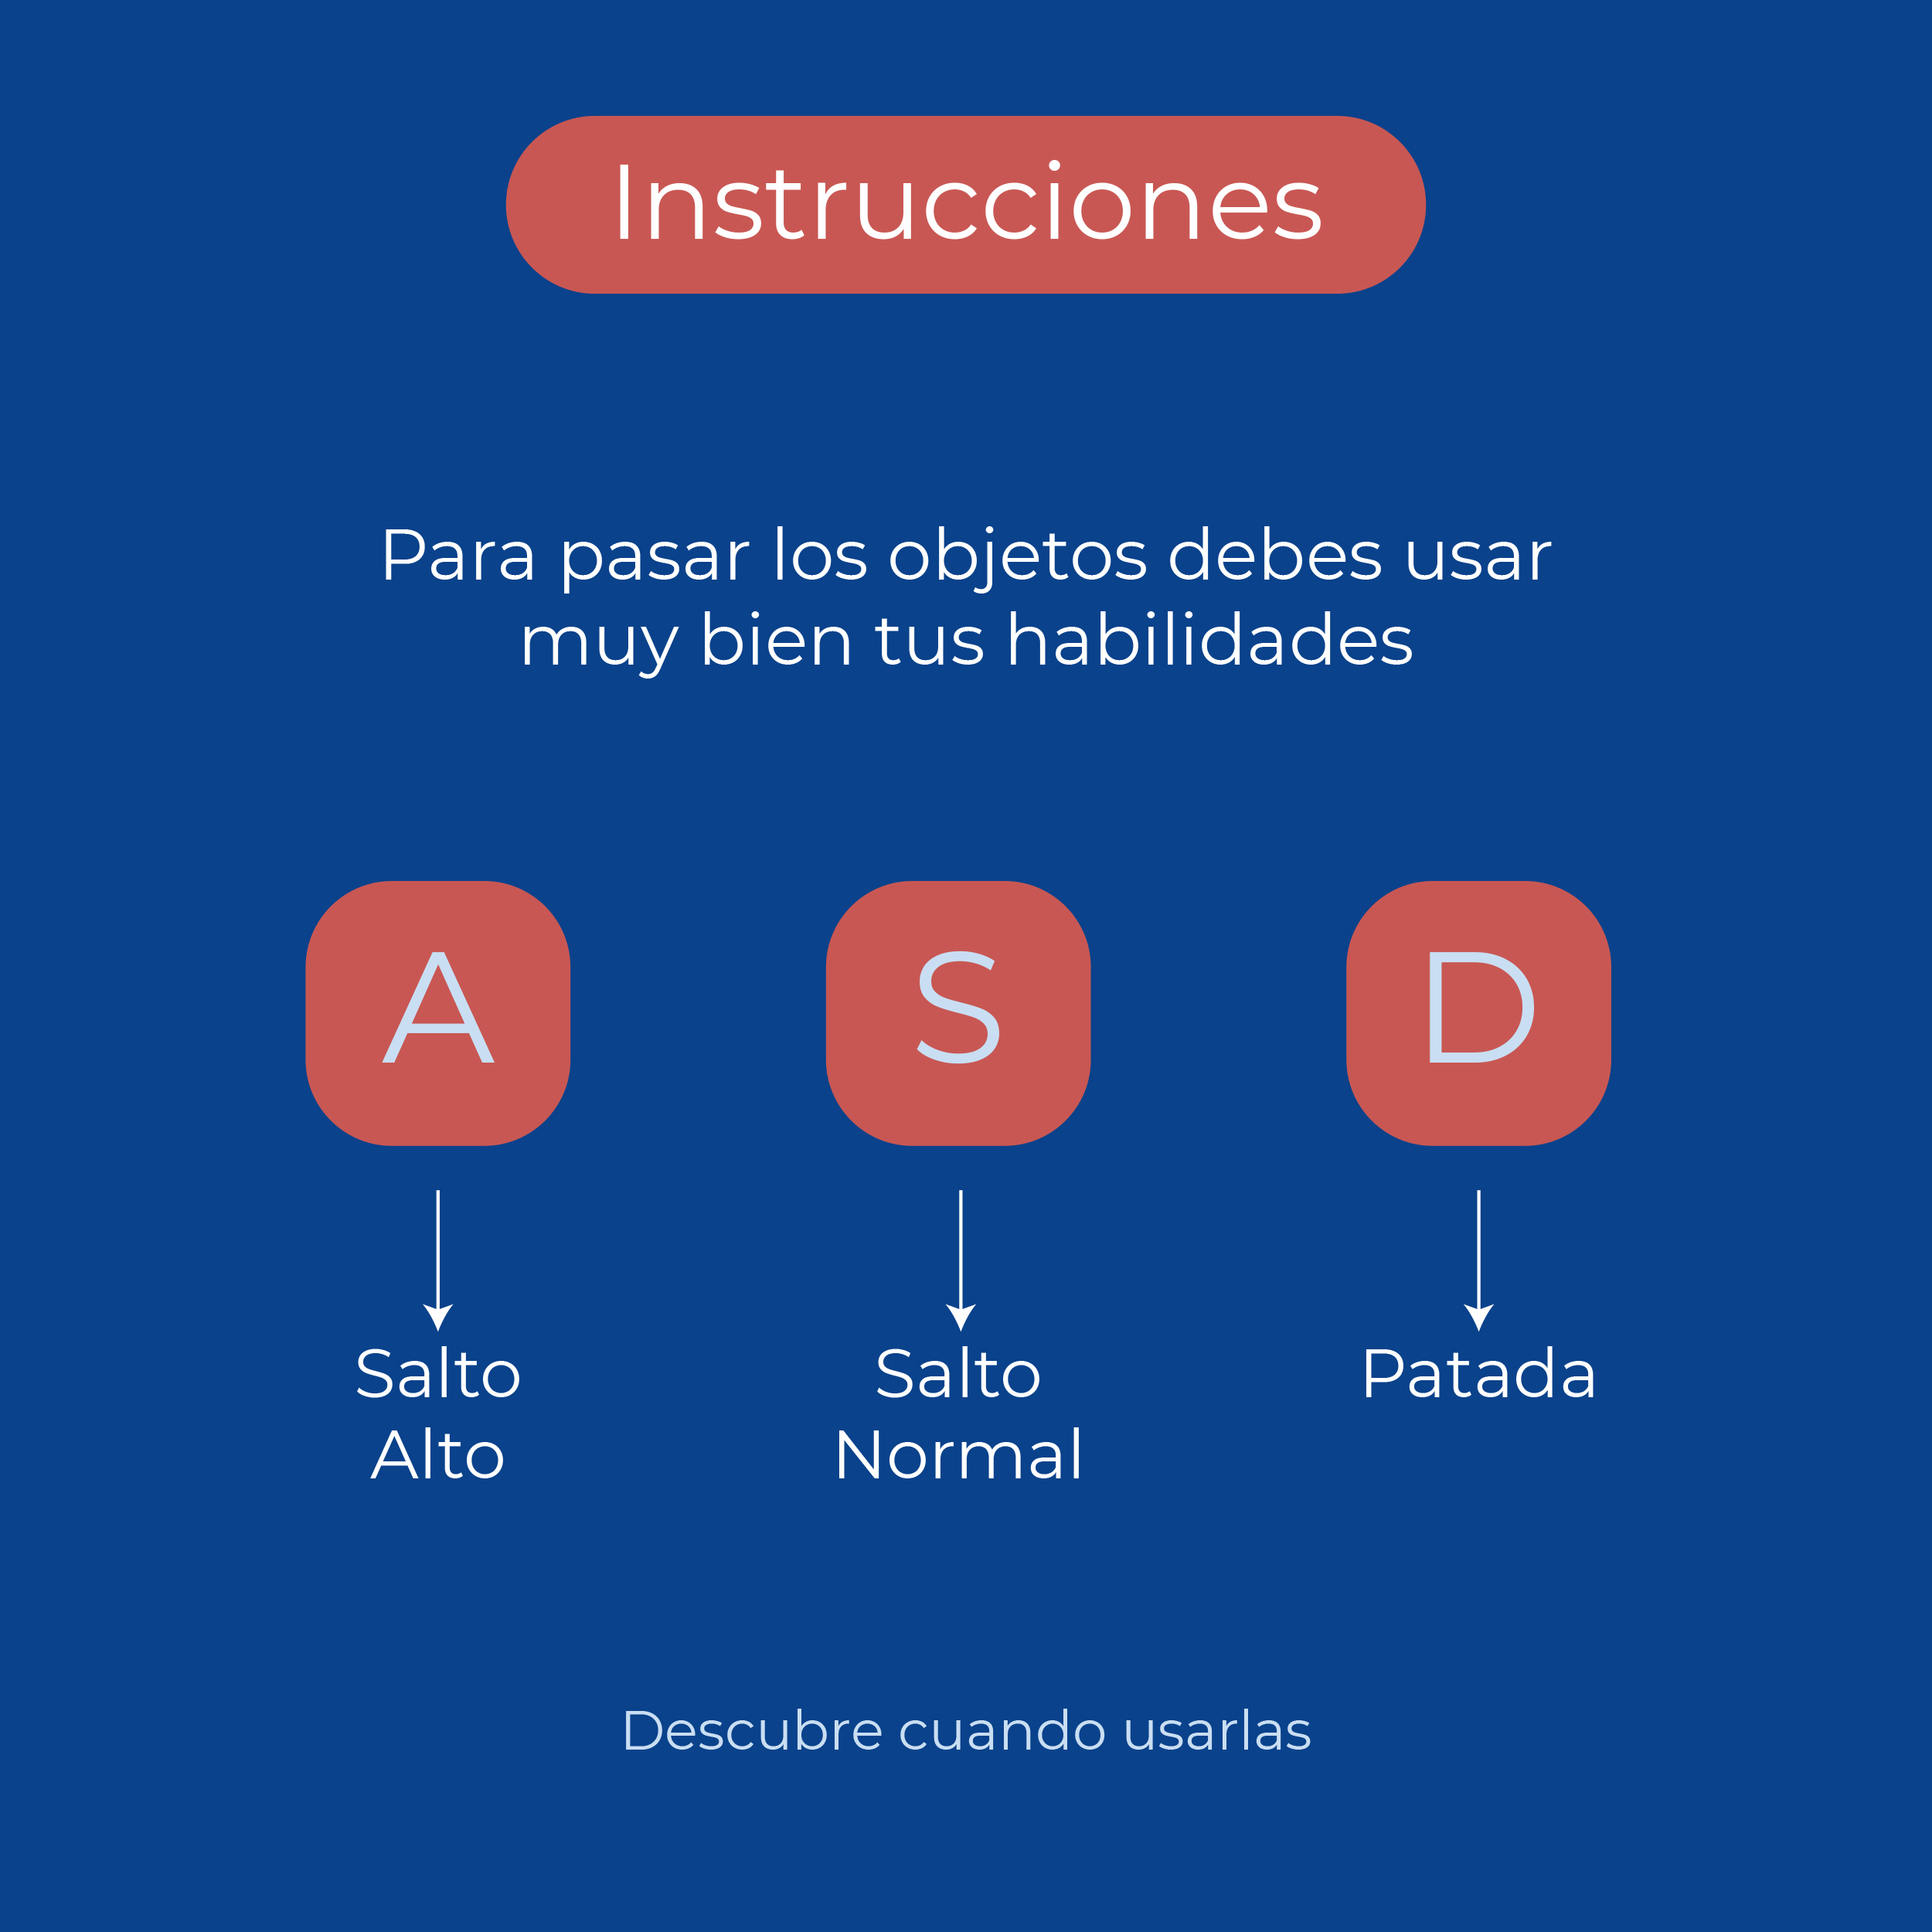 Instrucciones
Para pasar los objetos debes usar
muy bien tus habilidades
A
S
D
Salto
Alto
Salto
Normal
Patada
Descubre cuando usarlas